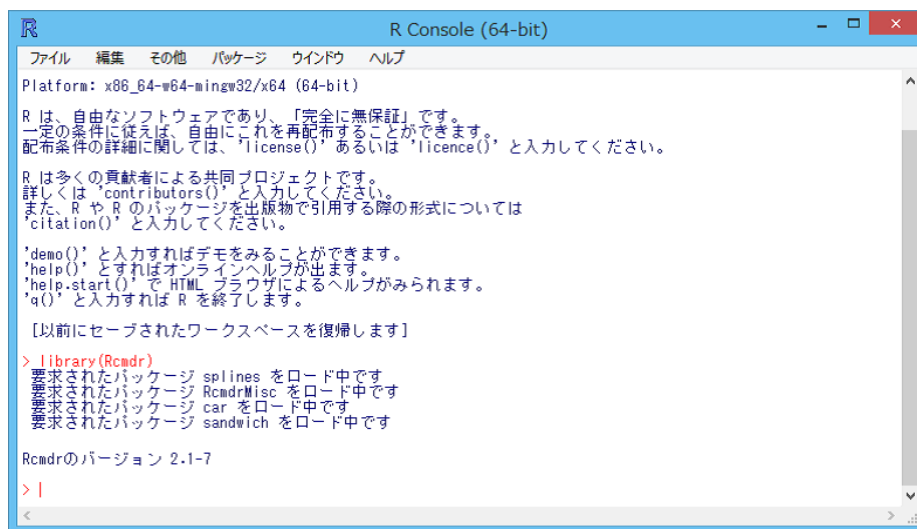 R Console (64-bit)
ファイル 編集 その他 パッケージ ウインドウ ヘルプ
Platform: x86_64-w64-mingw32/x64 (64-bit)
R は、自由なソフトウェアであり、「完全に無保証」です。
一定の条件に従えば、自由にこれを再配布することができます。
配布条件の詳細に関しては、'license()' あるいは 'licence()' と入力してください。
R は多くの貢献者による共同プロジェクトです。
詳しくは 'contributors()' と入力してください。
また、R や R のパッケージを出版物で引用する際の形式については
'citation()' と入力してください。
'demo()' と入力すればデモをみることができます。
'help()' とすればオンラインヘルプが出ます。
'help.start()' で HTML ブラウザによるヘルプがみられます。
'q()' と入力すれば R を終了します。
[以前にセーブされたワークスペースを復帰します]
> library(Rcmdr)
要求されたパッケージ splines をロード中です
要求されたパッケージ RcmdrMisc をロード中です
要求されたパッケージ car をロード中です
要求されたパッケージ sandwich をロード中です
Rcmdrのバージョン 2.1-7
>